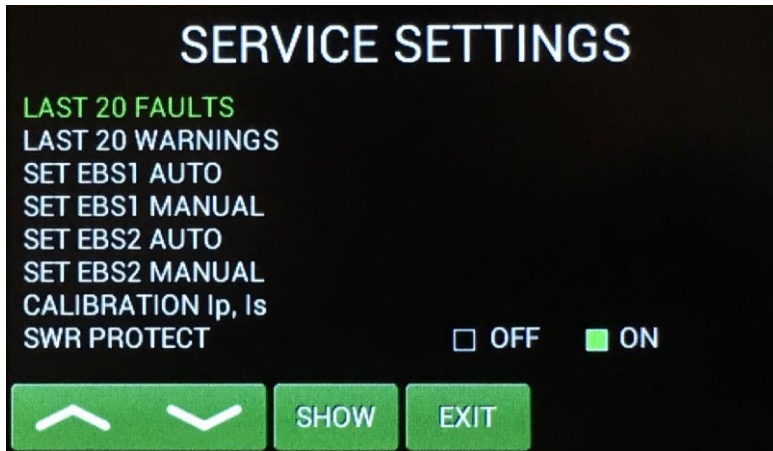 SERVICE SETTINGS
LAST 20 FAULTS
LAST 20 WARNINGS
SET EBS1 AUTO
SET EBS1 MANUAL
SET EBS2 AUTO
SET EBS2 MANUAL
CALIBRATION Ip, Is
SWR PROTECT OFF ON
SHOW EXIT